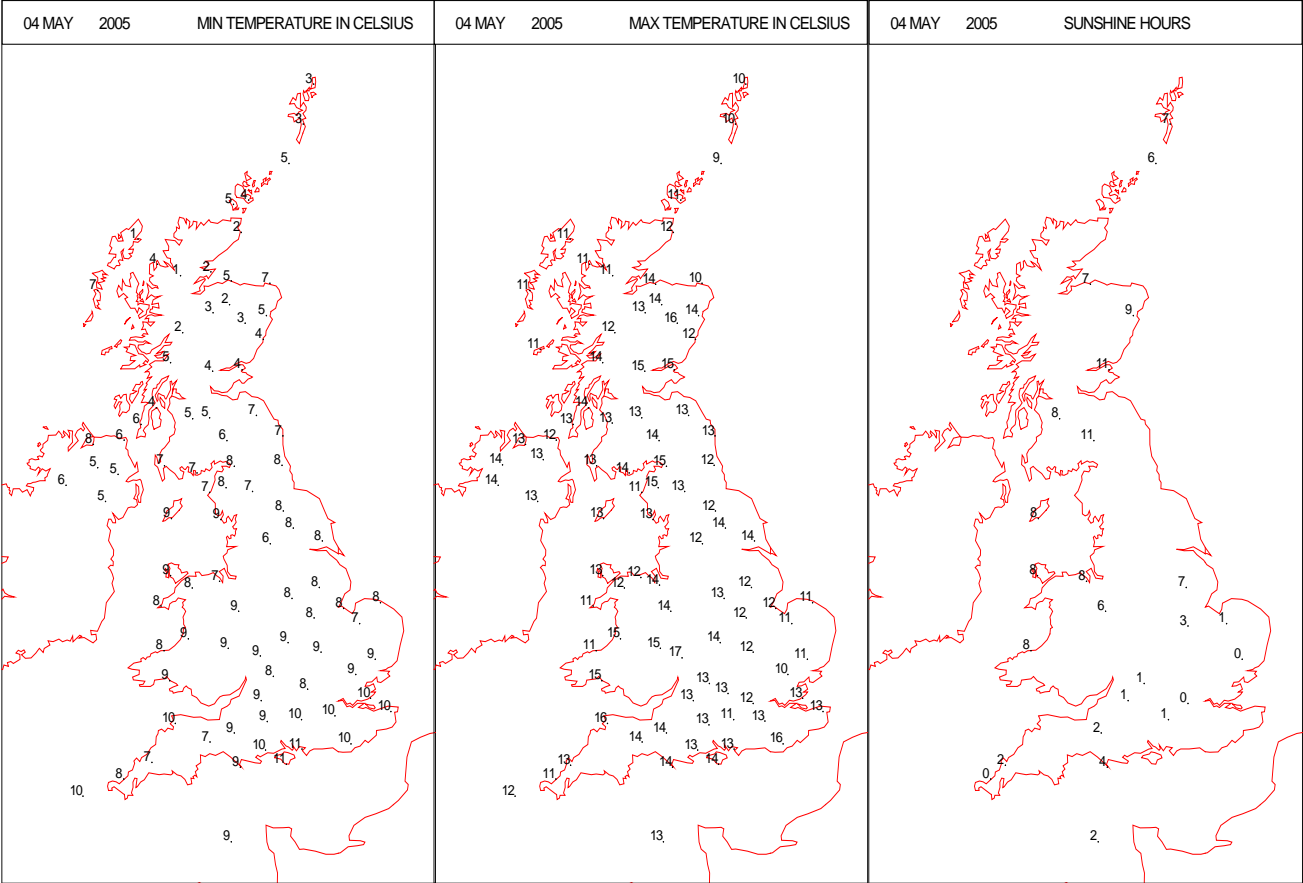 04 MAY 2005 MIN TEMPERATURE IN CELSIUS
3.
3.
5.
5. 4.
2.
1.
4. 1. 2.
7. 5. 7.
2.
3. 5.
3.
2. 4.
5. 4. 4.
4.
6. 5. 5. 7.
8. 6. 6. 7.
5. 5. 7. 7. 8. 8.
6. 7. 8. 7.
5.
9. 9. 8.
8.
6. 8.
9. 8. 7. 8.
8. 9. 8. 8. 8. 8.
7.
8. 9. 9. 9. 8. 9. 9. 9.
9. 8. 9.
9. 8. 10. 10.
10. 9. 9. 10. 10.
7. 10. 11. 10.
7. 9. 11.
8.
10.
9.
04 MAY 2005 MAX TEMPERATURE IN CELSIUS
10.
10.
9.
11.
12.
11.
11. 11.
11. 14. 10.
14.
13. 14.
16.
12. 12.
11. 14. 15. 15.
14.
13. 13. 13. 13.
13. 12. 14. 13.
14. 13. 13. 14. 15. 13.
14. 11. 15. 13.
13.
13. 13. 12.
14.
12. 14.
13. 12. 12. 14. 12.
11. 14. 13. 12. 12. 11.
11.
11. 15. 15. 17. 14. 12. 11.
15. 13. 10.
13. 13. 12. 13. 13.
16. 14. 13. 11. 13.
14. 13. 13. 16.
13. 14. 14.
11.
12.
13.
04 MAY 2005 SUNSHINE HOURS
7.
6.
7.
9.
11.
8.
11.
8.
8. 8. 7.
6.
3. 1.
8. 0.
1.
1. 0.
1.
2.
2. 4.
0.
2.